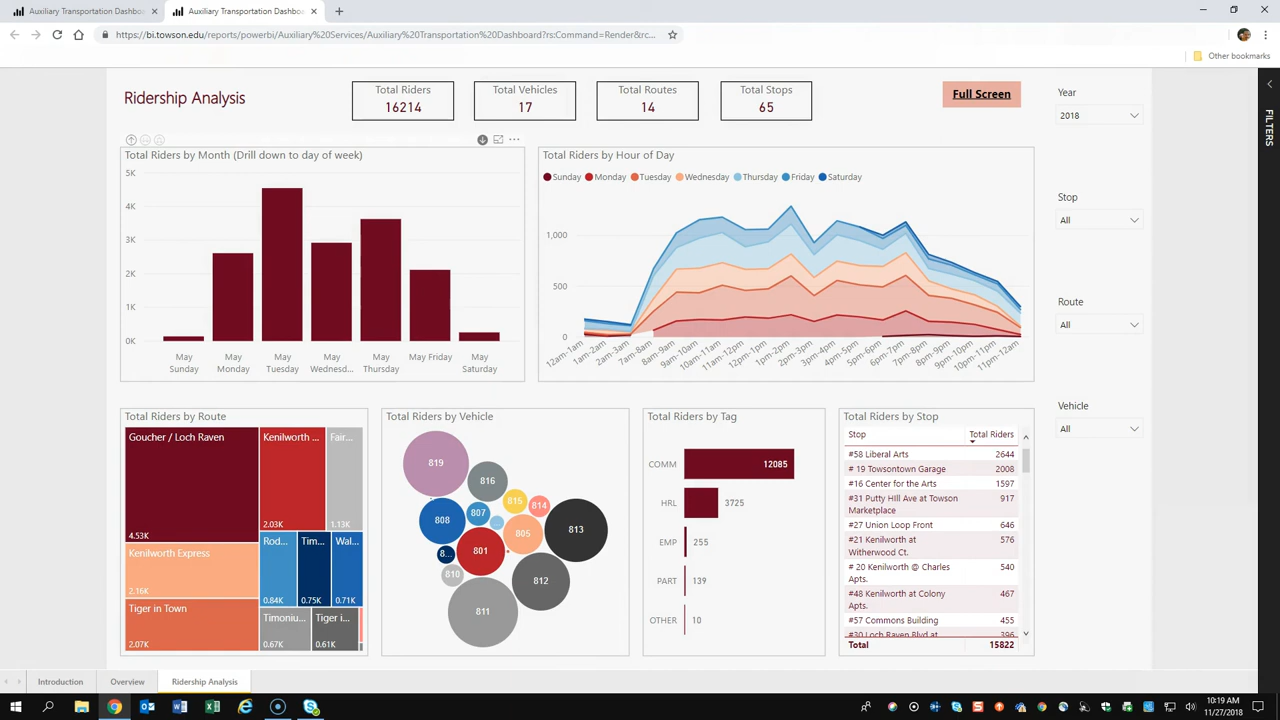 Auxiliary Transportation Dashbo
Auxiliary Transportation Dashbo
https://bi.towson.edu/reports/powerbi/Auxiliary%20Services/Auxiliary%20Transportation%20Dashboard?rs:Command=Render&rc...
Other bookmarks
Ridership Analysis
Total Riders
16214
Total Vehicles
17
Total Routes
14
Total Stops
65
Full Screen
Year
2018
FILTERS
Stop
All
Route
All
Vehicle
All
Total Riders by Month (Drill down to day of week)
5K
4K
3K
2K
1K
0K
May Sunday
May Monday
May Tuesday
May Wednesd...
May Thursday
May Friday
May Saturday
Total Riders by Hour of Day
Sunday Monday Tuesday Wednesday Thursday Friday Saturday
1,000
500
0
12am-1am
1am-2am
2am-3am
7am-8am
8am-9am
9am-10am
10am-11am
11am-12pm
12pm-1pm
1pm-2pm
2pm-3pm
3pm-4pm
4pm-5pm
5pm-6pm
6pm-7pm
7pm-8pm
8pm-9pm
9pm-10pm
10pm-11pm
11pm-12am
Total Riders by Route
Goucher / Loch Raven
4.53K
Kenilworth Express
2.16K
Tiger in Town
2.07K
Kenilworth ...
2.03K
Fair...
1.13K
Rod...
0.84K
Tim...
0.75K
Wal...
0.71K
Timoniu...
0.67K
Tiger i...
0.61K
Total Riders by Vehicle
819
816
815
814
808
807
805
813
8...
801
810
812
811
Total Riders by Tag
COMM 12085
HRL 3725
EMP 255
PART 139
OTHER 10
Total Riders by Stop
Stop Total Riders
#58 Liberal Arts 2644
# 19 Towsontown Garage 2008
#16 Center for the Arts 1597
#31 Putty HIll Ave at Towson Marketplace 917
#27 Union Loop Front 646
#21 Kenilworth at Witherwood Ct. 576
# 20 Kenilworth @ Charles Apts. 540
#48 Kenilworth at Colony Apts. 467
#57 Commons Building 455
#30 Loch Raven Blvd at 396
Total 15822
Introduction
Overview
Ridership Analysis
10:19 AM
11/27/2018